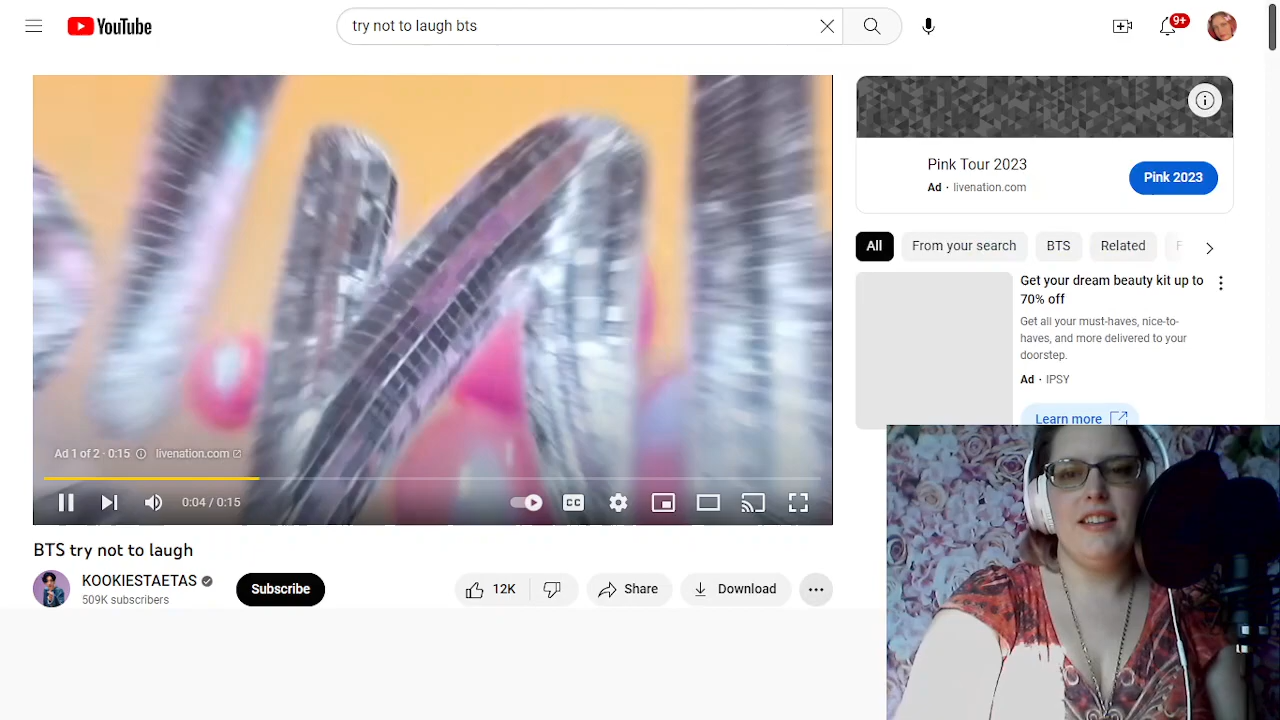 YouTube
try not to laugh bts
9+
Pink Tour 2023
Ad · livenation.com
Pink 2023
All
From your search
BTS
Related
F
Get your dream beauty kit up to
70% off
Get all your must-haves, nice-to-
haves, and more delivered to your
doorstep.
Ad · IPSY
Learn more
Ad 1 of 2 · 0:15
livenation.com
0:04 / 0:15
CC
BTS try not to laugh
KOOKIESTAETAS
509K subscribers
Subscribe
12K
Share
Download